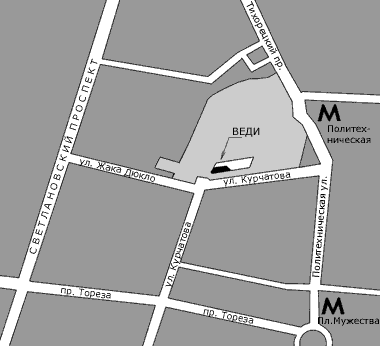 Тихорецкий пр.
СВЕТЛАНОВСКИЙ ПРОСПЕКТ
М
Политех-
ническая
ВЕДИ
ул. Жака Дюкло
ул. Курчатова
Политехническая ул.
ул. Курчатова
пр. Тореза
М
пр. Тореза
Пл.Мужества